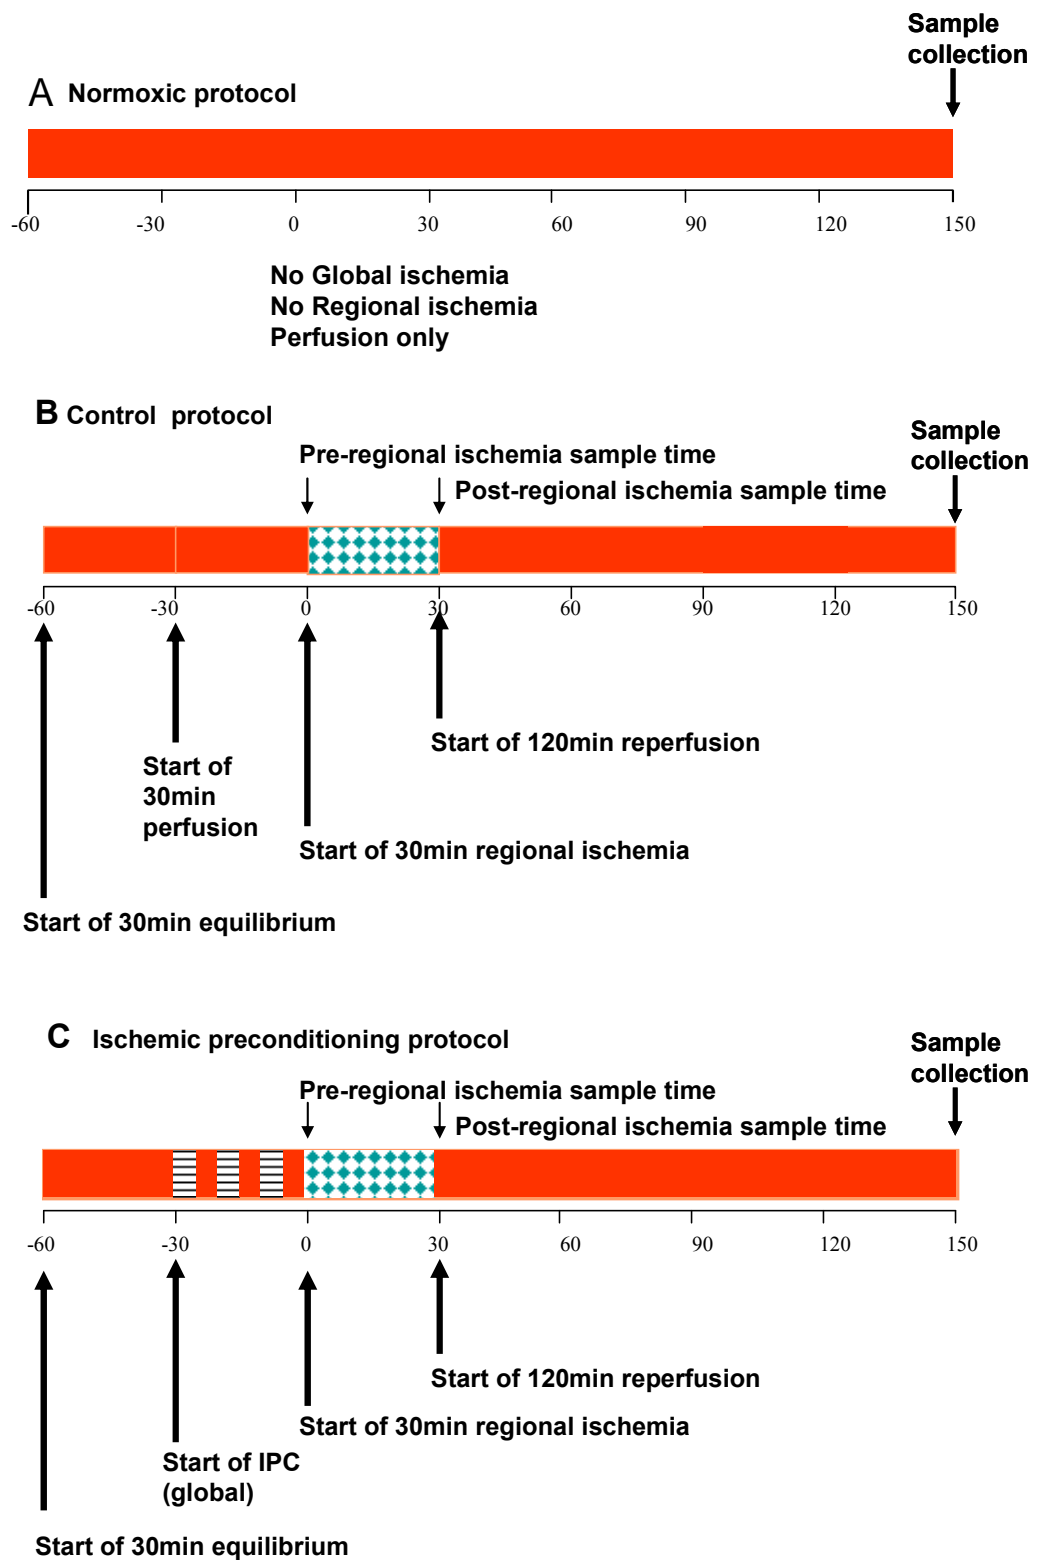 Sample
collection
A Normoxic protocol
-60 -30 0 30 60 90 120 150
No Global ischemia
No Regional ischemia
Perfusion only
B Control protocol
Sample
collection
Pre-regional ischemia sample time
Post-regional ischemia sample time
-60 -30 0 30 60 90 120 150
Start of 120min reperfusion
Start of
30min
perfusion
Start of 30min regional ischemia
Start of 30min equilibrium
C Ischemic preconditioning protocol
Sample
collection
Pre-regional ischemia sample time
Post-regional ischemia sample time
-60 -30 0 30 60 90 120 150
Start of 120min reperfusion
Start of 30min regional ischemia
Start of IPC
(global)
Start of 30min equilibrium